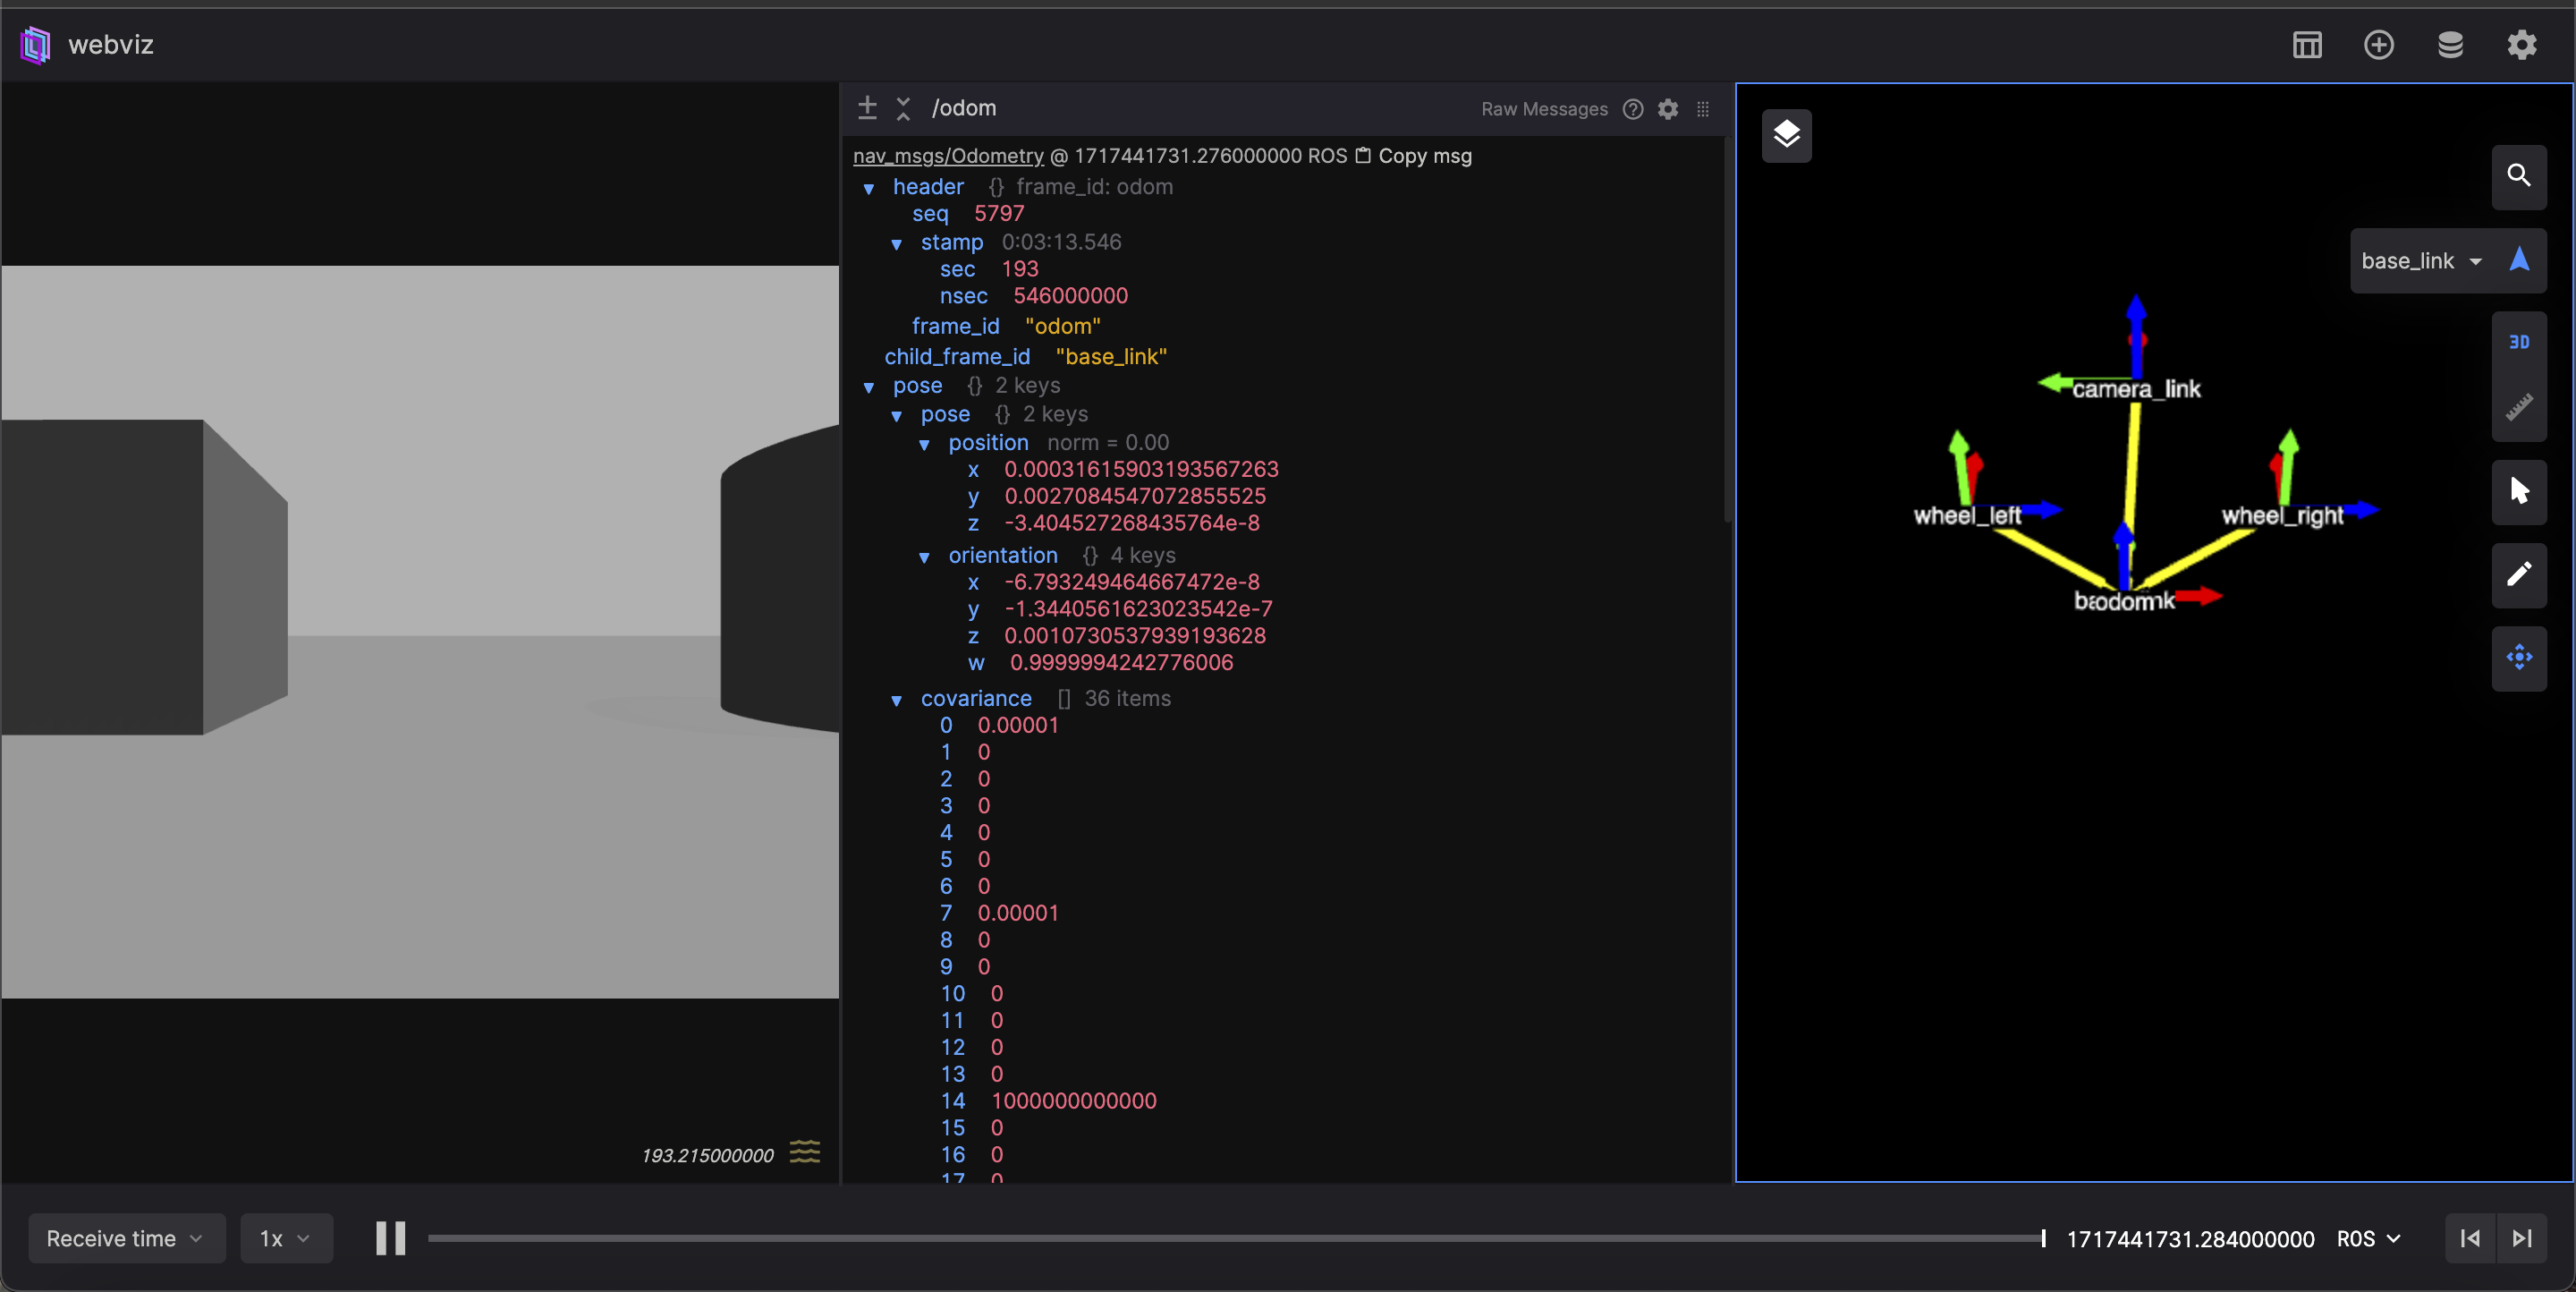 webviz
/odom
Raw Messages
nav_msgs/Odometry @ 1717441731.276000000 ROS Copy msg
header {} frame_id: odom
seq 5797
stamp 0:03:13.546
sec 193
nsec 546000000
frame_id "odom"
child_frame_id "base_link"
pose {} 2 keys
pose {} 2 keys
position norm = 0.00
x 0.00031615903193567263
y 0.0027084547072855525
z -3.404527268435764e-8
orientation {} 4 keys
x -6.793249464667472e-8
y -1.3440561623023542e-7
z 0.0010730537939193628
w 0.9999994242776006
covariance [] 36 items
0 0.00001
1 0
2 0
3 0
4 0
5 0
6 0
7 0.00001
8 0
9 0
10 0
11 0
12 0
13 0
14 1000000000000
15 0
16 0
17 0
193.215000000
base_link
3D
camera_link
wheel_left
wheel_right
odom
Receive time
1x
1717441731.284000000 ROS